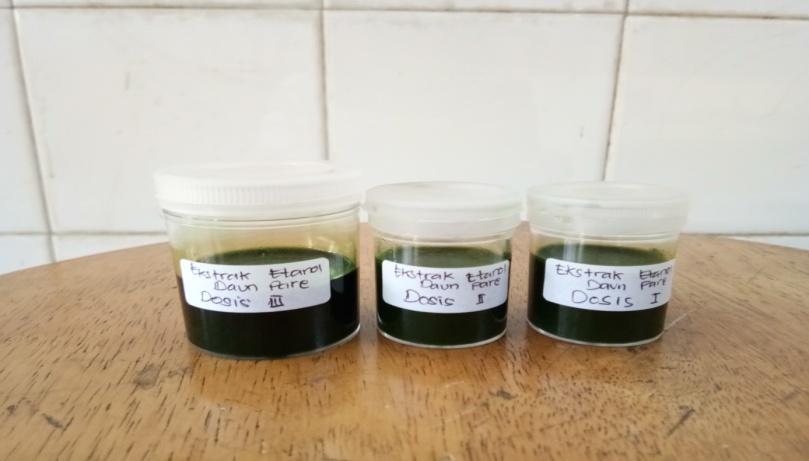 Ekstrak Etanol
Daun Pare
Dosis III
Ekstrak Etanol
Daun Pare
Dosis II
Ekstrak Etanol
Daun Pare
Dosis I